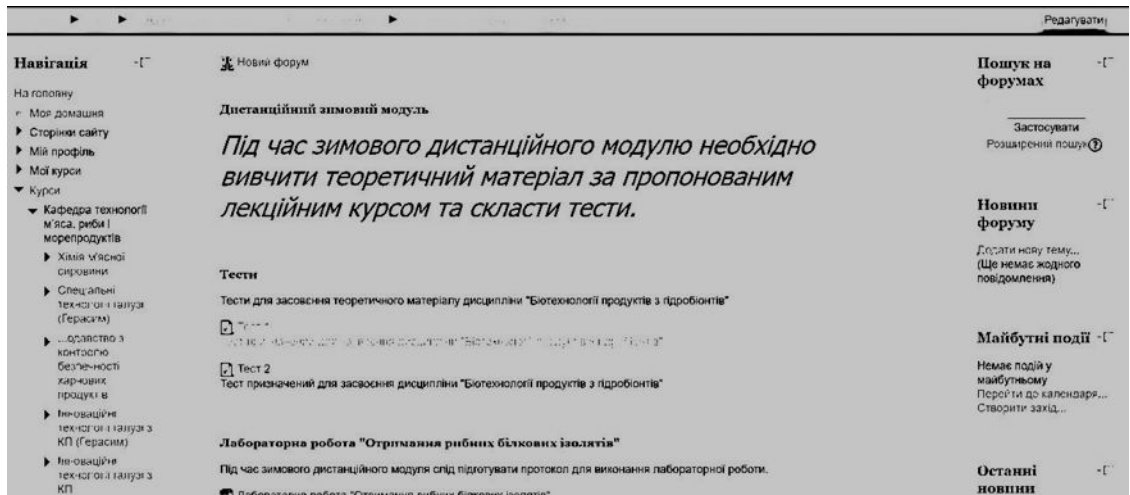 Редагувати
Навігація
На головну
Моя домашня
Сторінки сайту
Мій профіль
Мої курси
Курси
Кафедра технології
м'яса, риби і
морепродуктів
Хімія м'ясної
сировини
Спеціальні
технології галузі
(Герасим)
з
контролю
безпечності
харчових
продуктів
Інноваційні
технології галузі з
КП (Герасим)
Інноваційні
технології галузі з
КП
Новий форум
Дистанційний зимовий модуль
Під час зимового дистанційного модулю необхідно
вивчити теоретичний матеріал за пропонованим
лекційним курсом та скласти тести.
Тести
Тести для засвоєння теоретичного матеріалу дисципліни "Біотехнології продуктів з гідробіонтів"
Тест 2
Тест призначений для засвоєння дисципліни "Біотехнології продуктів з гідробіонтів"
Лабораторна робота "Отримання рибних білкових ізолятів"
Під час зимового дистанційного модуля слід підготувати протокол для виконання лабораторної роботи.
Лабораторна робота "Отримання рибних білкових ізолятів"
Пошук на
форумах
Застосувати
Розширений пошук
Новини
форуму
Додати нову тему...
(Ще немає жодного
повідомлення)
Майбутні події
Немає подій у
майбутньому
Перейти до календаря...
Створити захід...
Останні
новини